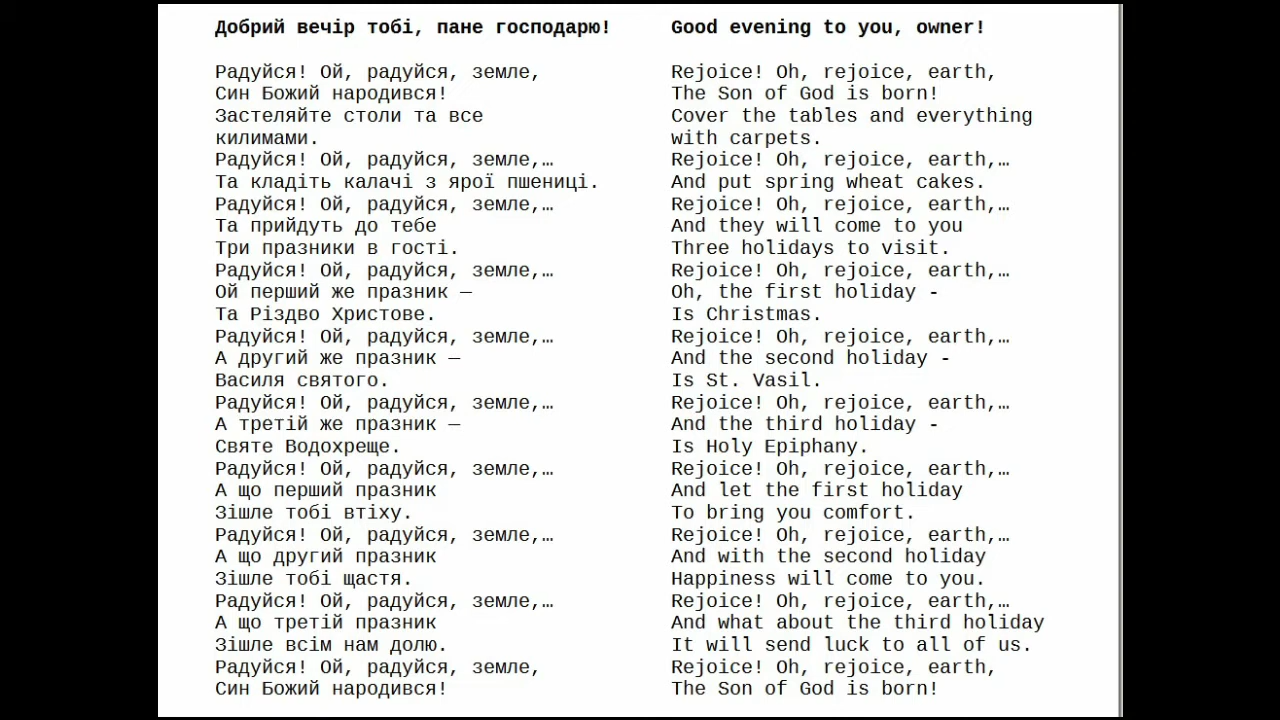 Добрий вечір тобі, пане господарю!
Радуйся! Ой, радуйся, земле,
Син Божий народився!
Застеляйте столи та все
килимами.
Радуйся! Ой, радуйся, земле,…
Та кладіть калачі з ярої пшениці.
Радуйся! Ой, радуйся, земле,…
Та прийдуть до тебе
Три празники в гості.
Радуйся! Ой, радуйся, земле,…
Ой перший же празник —
Та Різдво Христове.
Радуйся! Ой, радуйся, земле,…
А другий же празник —
Василя святого.
Радуйся! Ой, радуйся, земле,…
А третій же празник —
Святе Водохреще.
Радуйся! Ой, радуйся, земле,…
А що перший празник
Зішле тобі втіху.
Радуйся! Ой, радуйся, земле,…
А що другий празник
Зішле тобі щастя.
Радуйся! Ой, радуйся, земле,…
А що третій празник
Зішле всім нам долю.
Радуйся! Ой, радуйся, земле,
Син Божий народився!
Good evening to you, owner!
Rejoice! Oh, rejoice, earth,
The Son of God is born!
Cover the tables and everything
with carpets.
Rejoice! Oh, rejoice, earth,…
And put spring wheat cakes.
Rejoice! Oh, rejoice, earth,…
And they will come to you
Three holidays to visit.
Rejoice! Oh, rejoice, earth,…
Oh, the first holiday -
Is Christmas.
Rejoice! Oh, rejoice, earth,…
And the second holiday -
Is St. Vasil.
Rejoice! Oh, rejoice, earth,…
And the third holiday -
Is Holy Epiphany.
Rejoice! Oh, rejoice, earth,…
And let the first holiday
To bring you comfort.
Rejoice! Oh, rejoice, earth,…
And with the second holiday
Happiness will come to you.
Rejoice! Oh, rejoice, earth,…
And what about the third holiday
It will send luck to all of us.
Rejoice! Oh, rejoice, earth,
The Son of God is born!